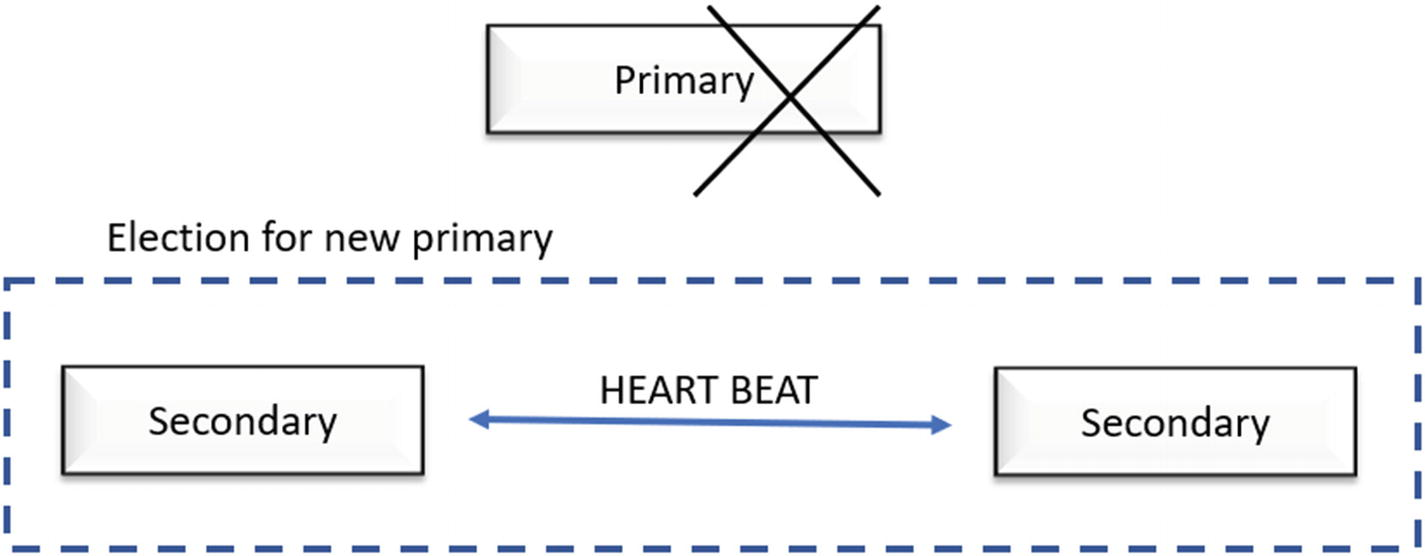 Primary
Election for new primary
HEART BEAT
Secondary
Secondary